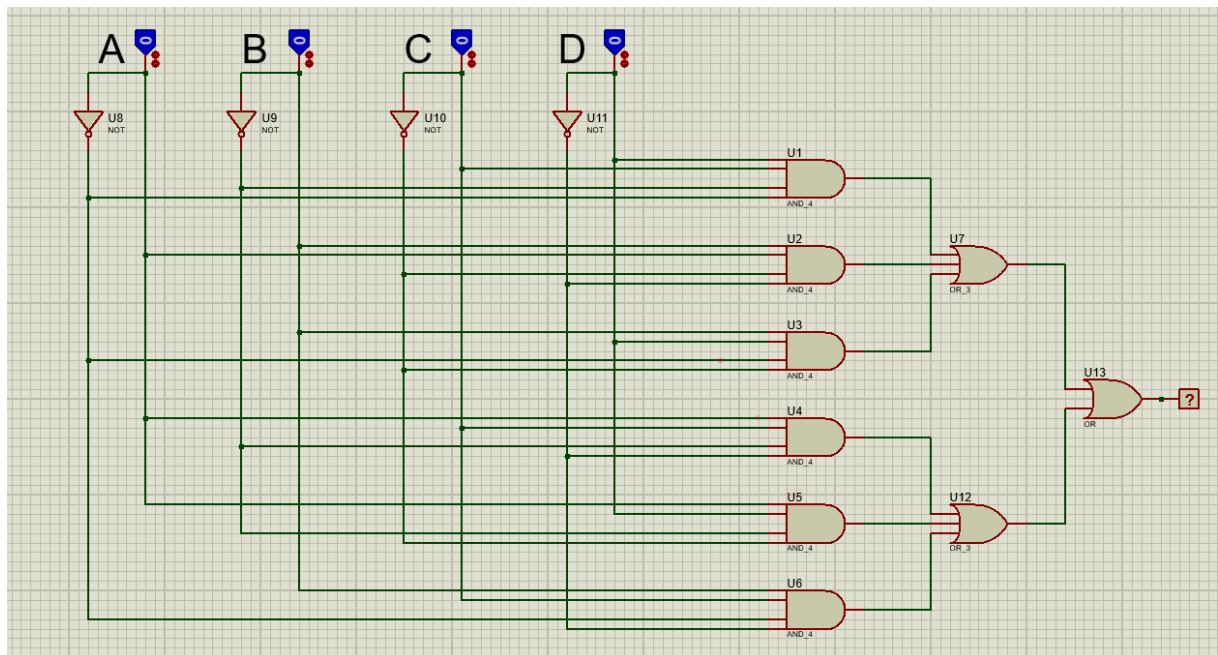 A 0 B 0 C 0 D 0
U8
NOT
U9
NOT
U10
NOT
U11
NOT
U1
AND_4
U2
AND_4
U7
OR_3
U3
AND_4
U13
OR
?
U4
AND_4
U5
AND_4
U12
OR_3
U6
AND_4